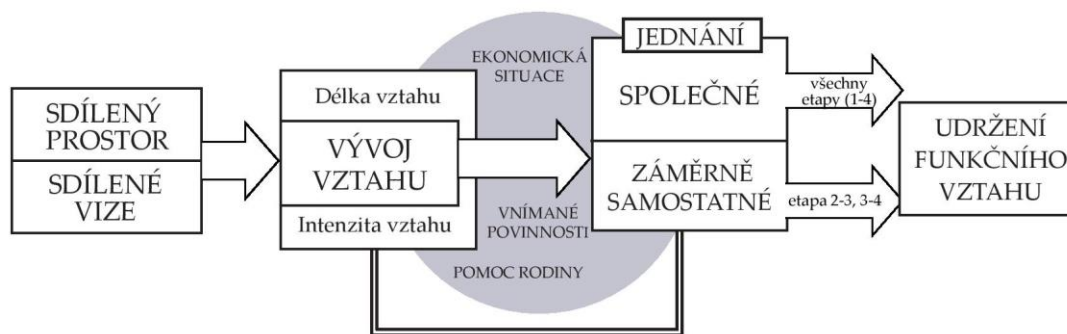 SDÍLENÝ
PROSTOR
SDÍLENÉ
VIZE
Délka vztahu
VÝVOJ
VZTAHU
Intenzita vztahu
EKONOMICKÁ
SITUACE
VNÍMANÉ
POVINNOSTI
POMOC RODINY
JEDNÁNÍ
SPOLEČNÉ
ZÁMĚRNĚ
SAMOSTATNÉ
všechny
etapy (1-4)
etapa 2-3, 3-4
UDRŽENÍ
FUNKČNÍHO
VZTAHU